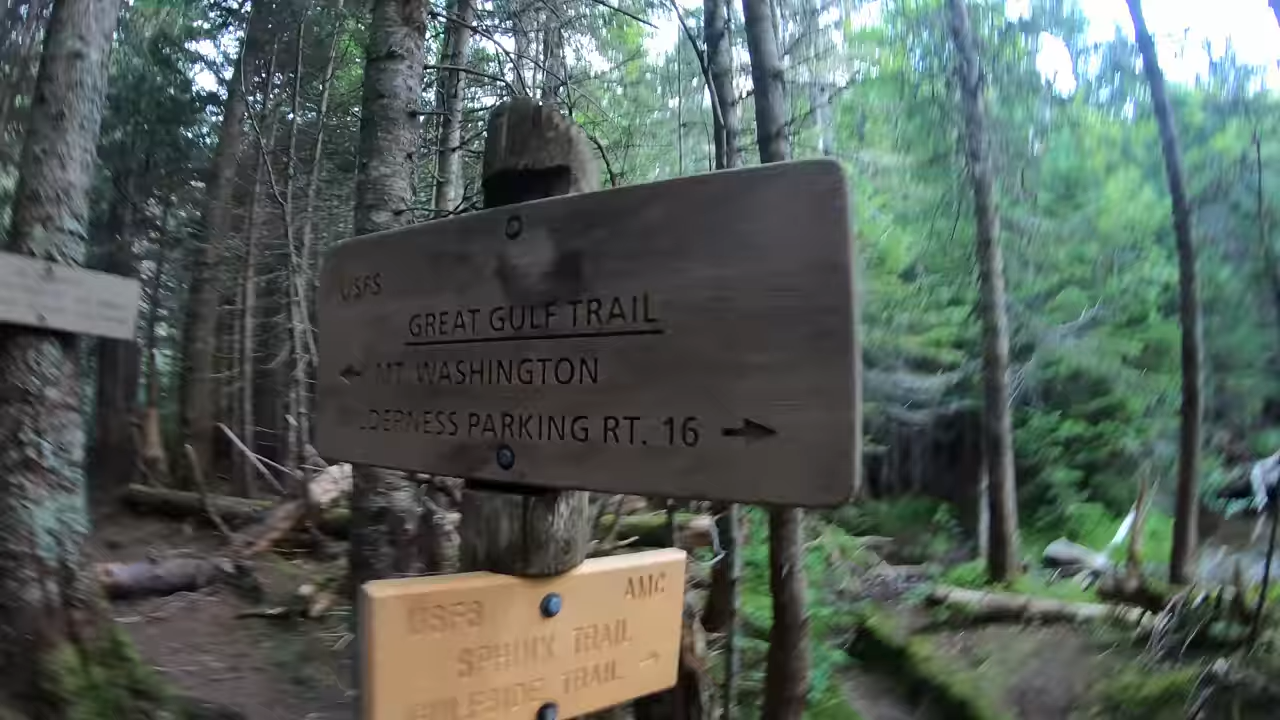 USFS
GREAT GULF TRAIL
MT. WASHINGTON
DERNESS PARKING RT. 16
USFS AMC
SPHINX TRAIL
TRAIL